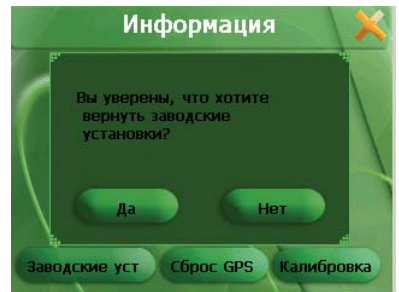 Информация
Вы уверены, что хотите
вернуть заводские
установки?
Да Нет
Заводские уст Сброс GPS Калибровка